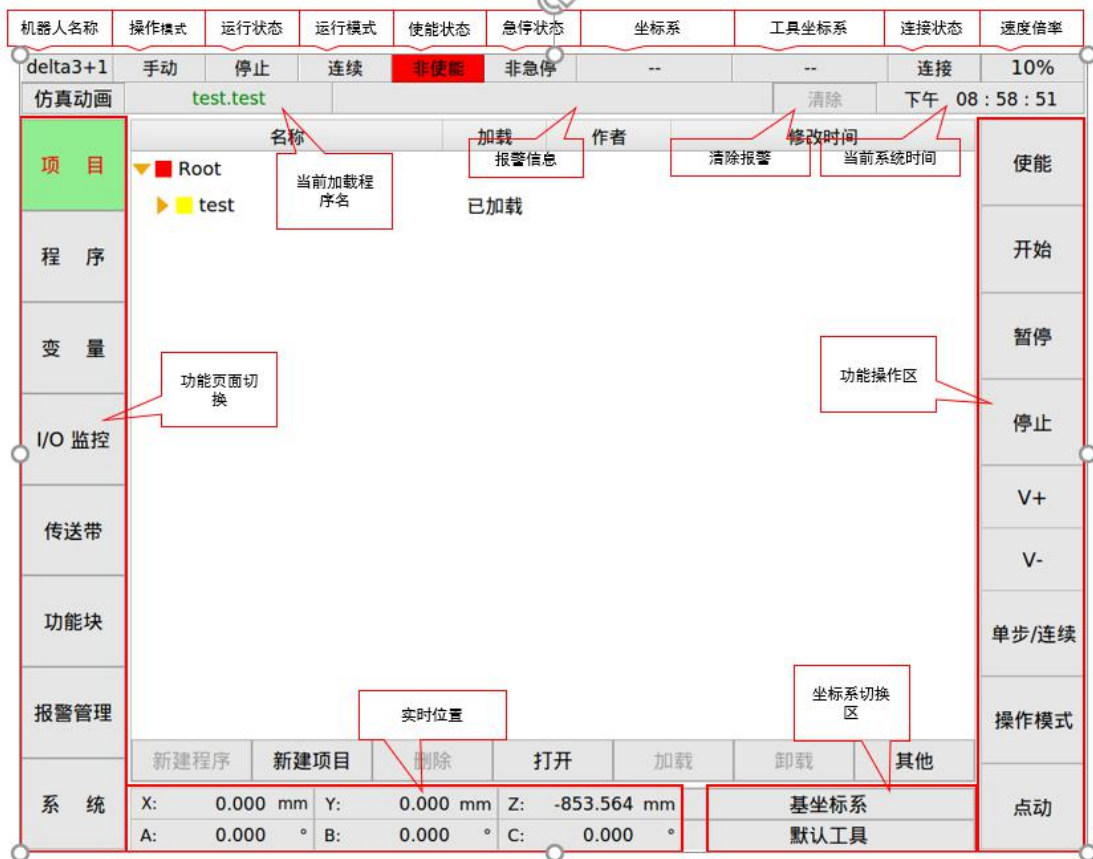 机器人名称 操作模式 运行状态 运行模式 使能状态 急停状态 坐标系 工具坐标系 连接状态 速度倍率
delta3+1 手动 停止 连续 非使能 非急停 -- -- 连接 10%
仿真动画 test.test 清除 下午 08 : 58 : 51
名称 加载 作者 修改时间
报警信息 清除报警 当前系统时间
项 目 Root 使能
当前加载程
序名
test 已加载
程 序 开始
变 量 暂停
功能页面切
换
功能操作区
I/O 监控 停止
V+
传送带
V-
功能块 单步/连续
坐标系切换
区
实时位置
报警管理 操作模式
新建程序 新建项目 删除 打开 加载 卸载 其他
系 统 点动
X: 0.000 mm Y: 0.000 mm Z: -853.564 mm 基坐标系
A: 0.000 ° B: 0.000 ° C: 0.000 ° 默认工具